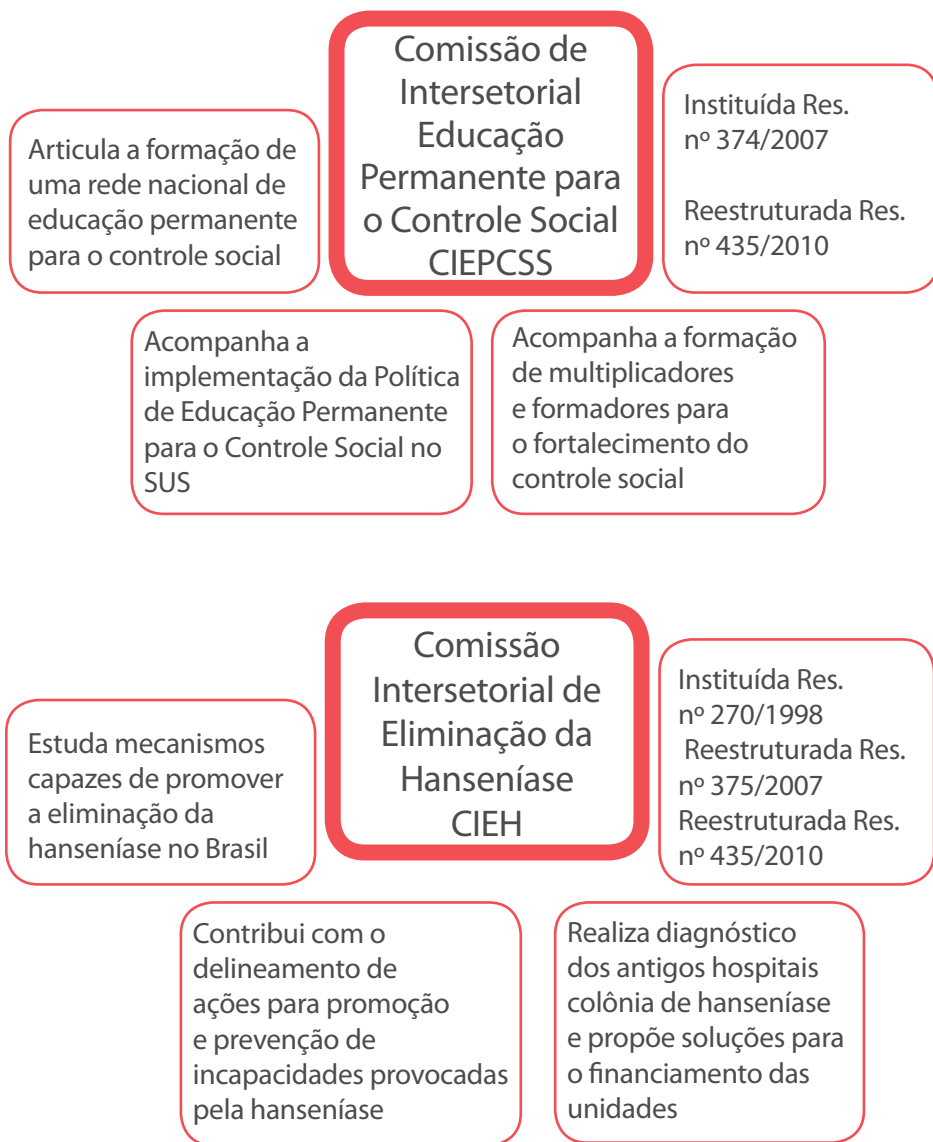 Comissão de
Intersetorial
Educação
Permanente para
o Controle Social
CIEPCSS
Articula a formação de
uma rede nacional de
educação permanente
para o controle social
Instituída Res.
nº 374/2007
Reestruturada Res.
nº 435/2010
Acompanha a
implementação da Política
de Educação Permanente
para o Controle Social no
SUS
Acompanha a formação
de multiplicadores
e formadores para
o fortalecimento do
controle social
Comissão
Intersetorial de
Eliminação da
Hanseníase
CIEH
Estuda mecanismos
capazes de promover
a eliminação da
hanseníase no Brasil
Instituída Res.
nº 270/1998
Reestruturada Res.
nº 375/2007
Reestruturada Res.
nº 435/2010
Contribui com o
delineamento de
ações para promoção
e prevenção de
incapacidades provocadas
pela hanseníase
Realiza diagnóstico
dos antigos hospitais
colônia de hanseníase
e propõe soluções para
o financiamento das
unidades